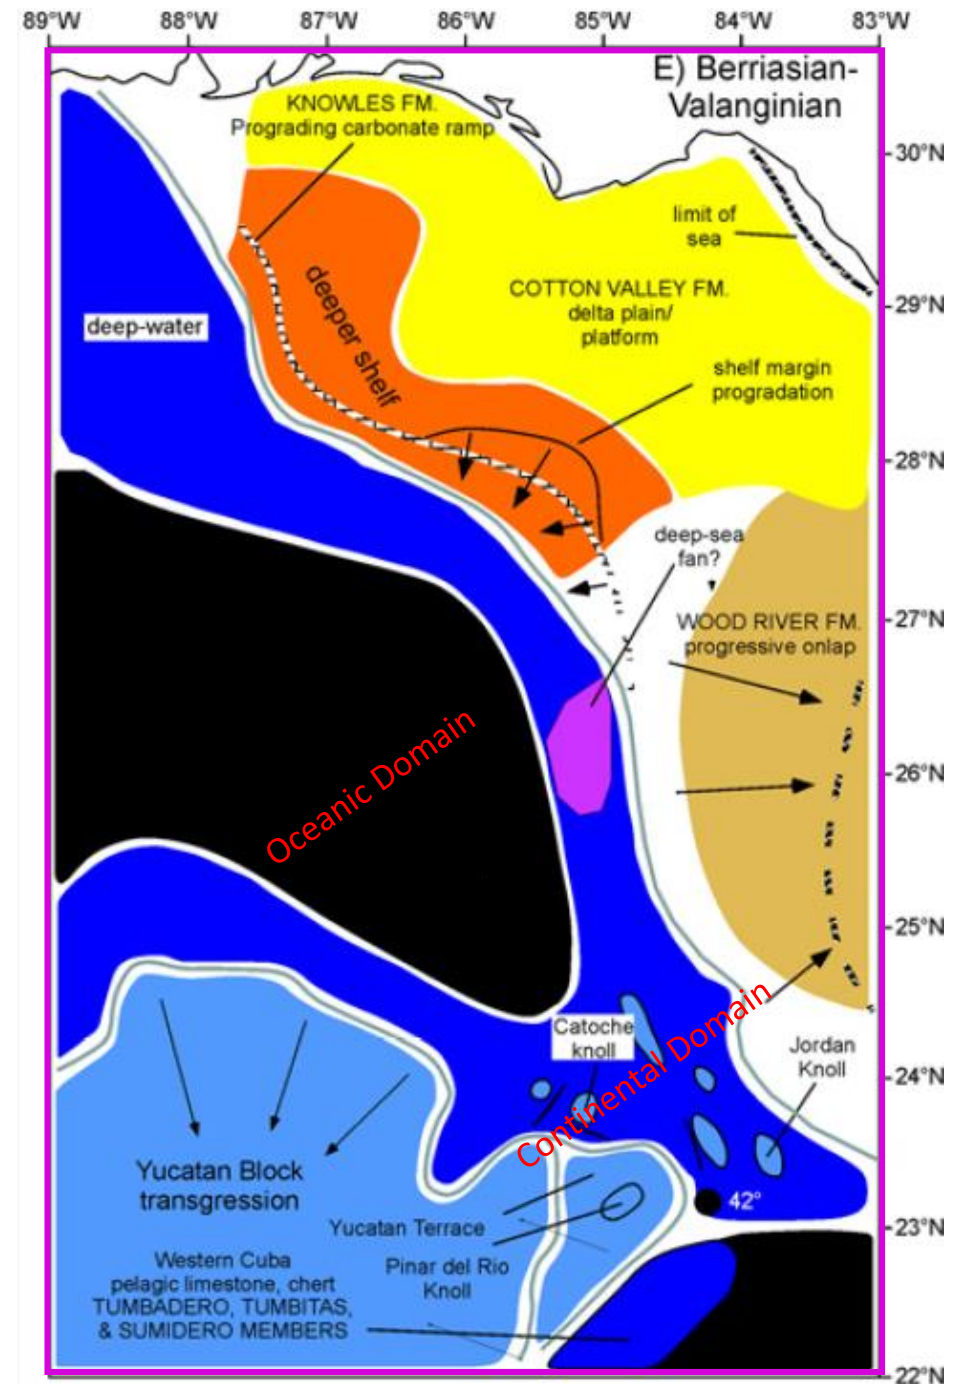 89°W 88°W 87°W 86°W 85°W 84°W 83°W
E) Berriasian-
Valanginian
KNOWLES FM.
Prograding carbonate ramp
30°N
limit of
sea
29°N
COTTON VALLEY FM.
delta plain/
platform
deep-water
deeper shelf
shelf margin
progradation
28°N
deep-sea
fan?
27°N
WOOD RIVER FM.
progressive onlap
Oceanic Domain
26°N
25°N
Continental Domain
Catoche
knoll
Jordan
Knoll
24°N
Yucatan Block
transgression
42°
23°N
Yucatan Terrace
Pinar del Rio
Knoll
Western Cuba
pelagic limestone, chert
TUMBADERO, TUMBITAS,
& SUMIDERO MEMBERS
22°N